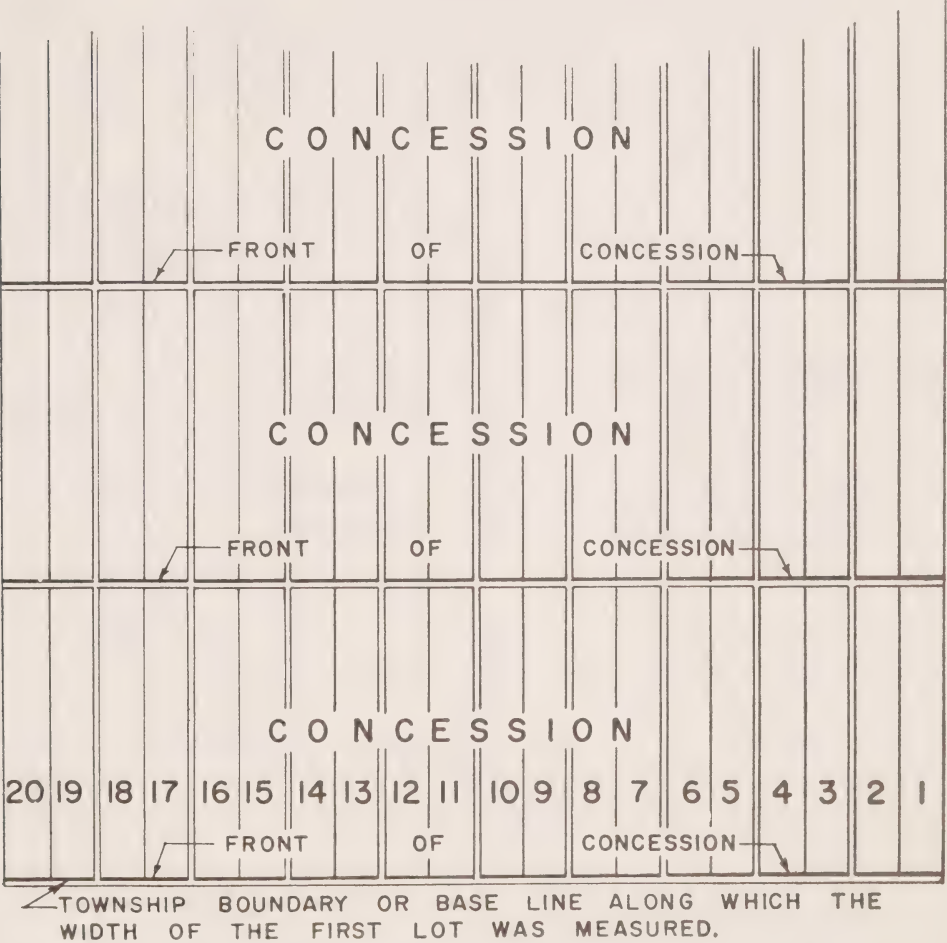 CONCESSION
FRONT OF CONCESSION
CONCESSION
FRONT OF CONCESSION
CONCESSION
20 19 18 17 16 15 14 13 12 11 10 9 8 7 6 5 4 3 2 1
FRONT OF CONCESSION
TOWNSHIP BOUNDARY OR BASE LINE ALONG WHICH THE
WIDTH OF THE FIRST LOT WAS MEASURED.